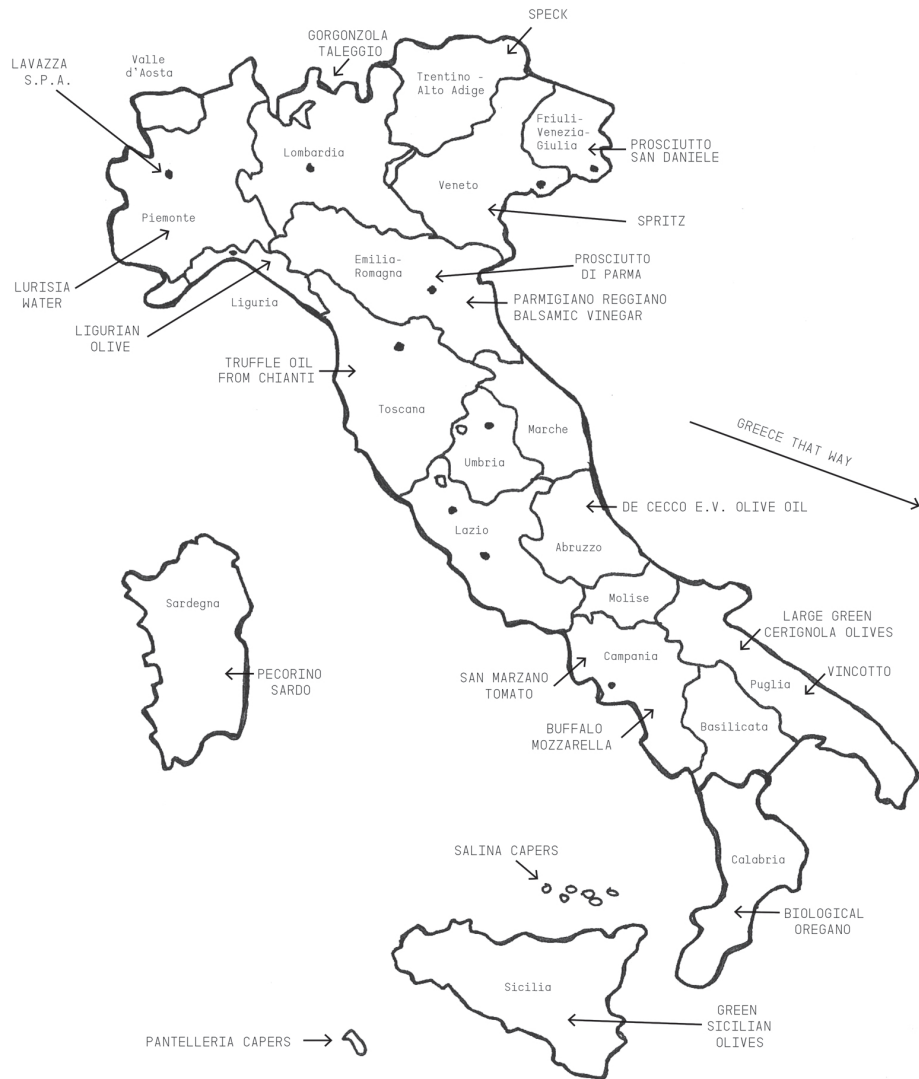 SPECK
GORGONZOLA
TALEGGIO
LAVAZZA
S.P.A.
Valle
d'Aosta
Trentino -
Alto Adige
Friuli-
Venezia-
Giulia
PROSCIUTTO
SAN DANIELE
Lombardia
Veneto
Piemonte
SPRITZ
Emilia-
Romagna
PROSCIUTTO
DI PARMA
LURISIA
WATER
Liguria
PARMIGIANO REGGIANO
BALSAMIC VINEGAR
LIGURIAN
OLIVE
TRUFFLE OIL
FROM CHIANTI
Toscana
Marche
GREECE THAT WAY
Umbria
DE CECCO E.V. OLIVE OIL
Lazio
Abruzzo
Sardegna
Molise
LARGE GREEN
CERIGNOLA OLIVES
Campania
PECORINO
SARDO
SAN MARZANO
TOMATO
Puglia
VINCOTTO
BUFFALO
MOZZARELLA
Basilicata
SALINA CAPERS
Calabria
BIOLOGICAL
OREGANO
Sicilia
GREEN
SICILIAN
OLIVES
PANTELLERIA CAPERS